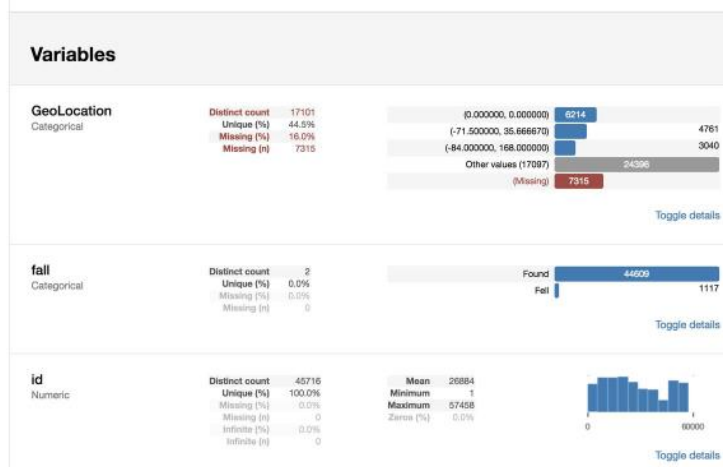 Variables
GeoLocation
Categorical
Distinct count 17101
Unique (%) 44.5%
Missing (%) 16.0%
Missing (n) 7315
(0.000000, 0.000000) 6214
(-71.500000, 35.666670) 4761
(-84.000000, 168.000000) 3040
Other values (17097) 24396
(Missing) 7315
Toggle details
fall
Categorical
Distinct count 2
Unique (%) 0.0%
Missing (%) 0.0%
Missing (n) 0
Found 44609
Fell 1117
Toggle details
id
Numeric
Distinct count 45716
Unique (%) 100.0%
Missing (%) 0.0%
Missing (n) 0
Infinite (%) 0.0%
Infinite (n) 0
Mean 26884
Minimum 1
Maximum 57458
Zeros (%) 0.0%
0 60000
Toggle details